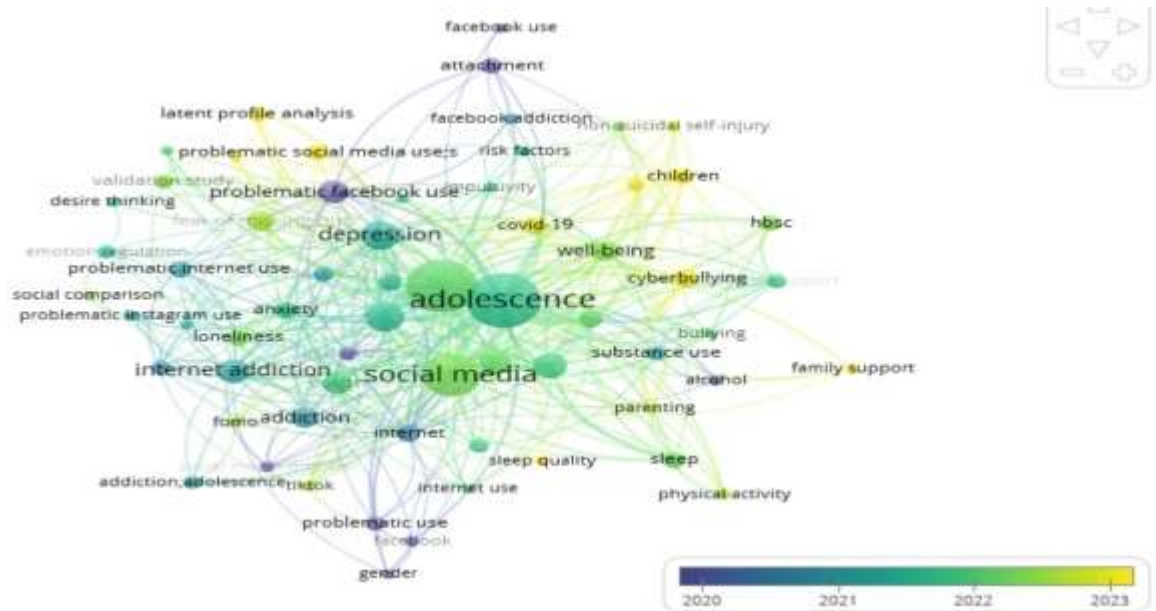 facebook use
attachment
latent profile analysis
facebook addiction
non-suicidal self-injury
problematic social media use;s
risk factors
validation study
problematic facebook use
impulsivity
children
desire thinking
covid-19
hbsc
depression
emotion regulation
well-being
problematic internet use
cyberbullying
social comparison
adolescence
problematic instagram use
anxiety
loneliness
bullying
substance use
internet addiction
social media
alcohol
family support
parenting
fomo
addiction
internet
sleep quality
sleep
addiction,adolescence
tiktok
internet use
physical activity
problematic use
facebook
gender
2020
2021
2022
2023